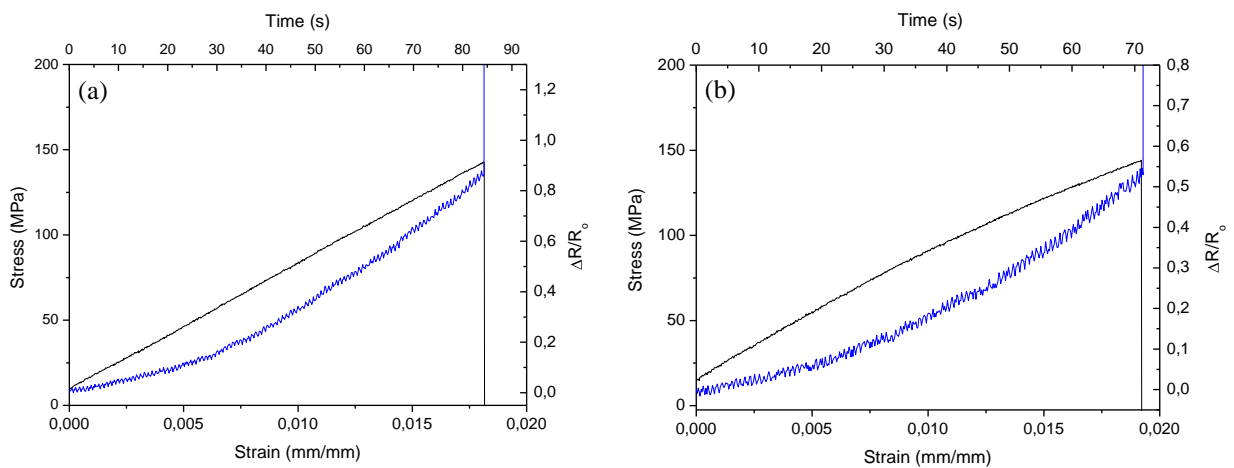 Time (s)
0 10 20 30 40 50 60 70 80 90
(a)
200
150
100
50
0
Stress (MPa)
1,2
1,0
0,8
0,6
0,4
0,2
0,0
ΔR/Ro
0,000 0,005 0,010 0,015 0,020
Strain (mm/mm)
Time (s)
0 10 20 30 40 50 60 70
(b)
200
150
100
50
0
Stress (MPa)
0,8
0,7
0,6
0,5
0,4
0,3
0,2
0,1
0,0
ΔR/Ro
0,000 0,005 0,010 0,015 0,020
Strain (mm/mm)